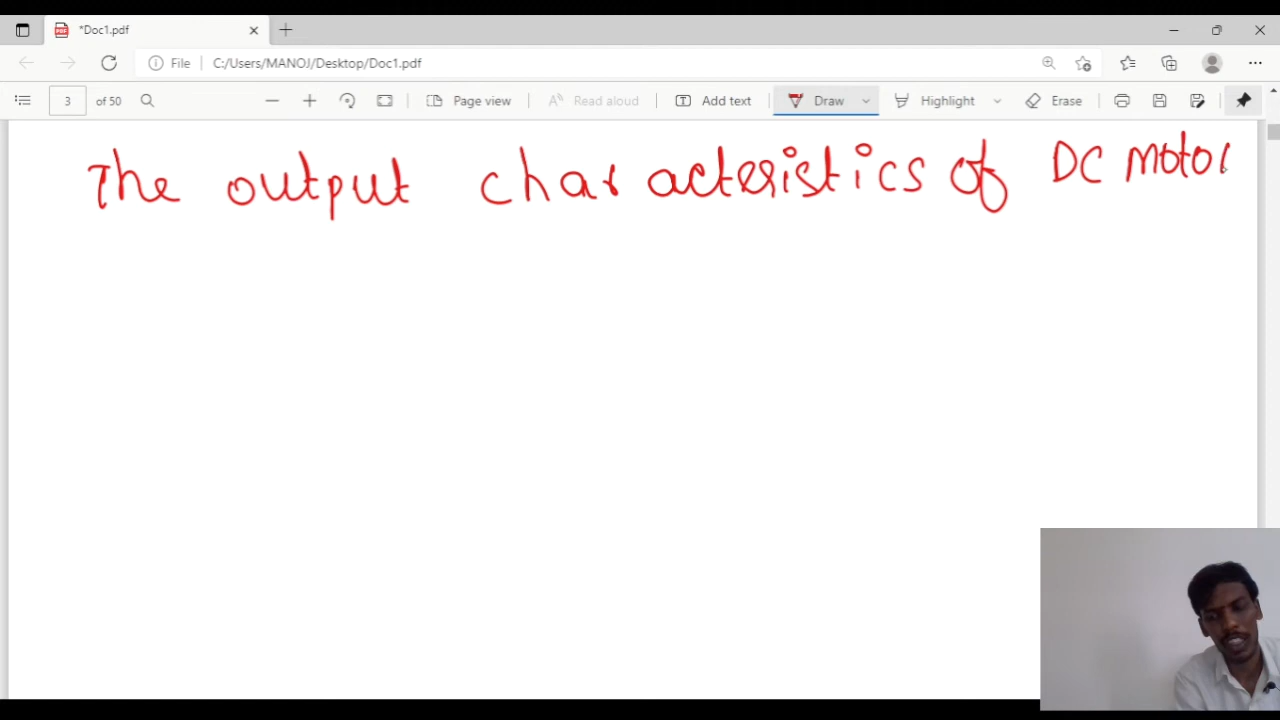 *Doc1.pdf
File C:/Users/MANOJ/Desktop/Doc1.pdf
3 of 50 Page view Read aloud Add text Draw Highlight Erase
The output characteristics of DC motor